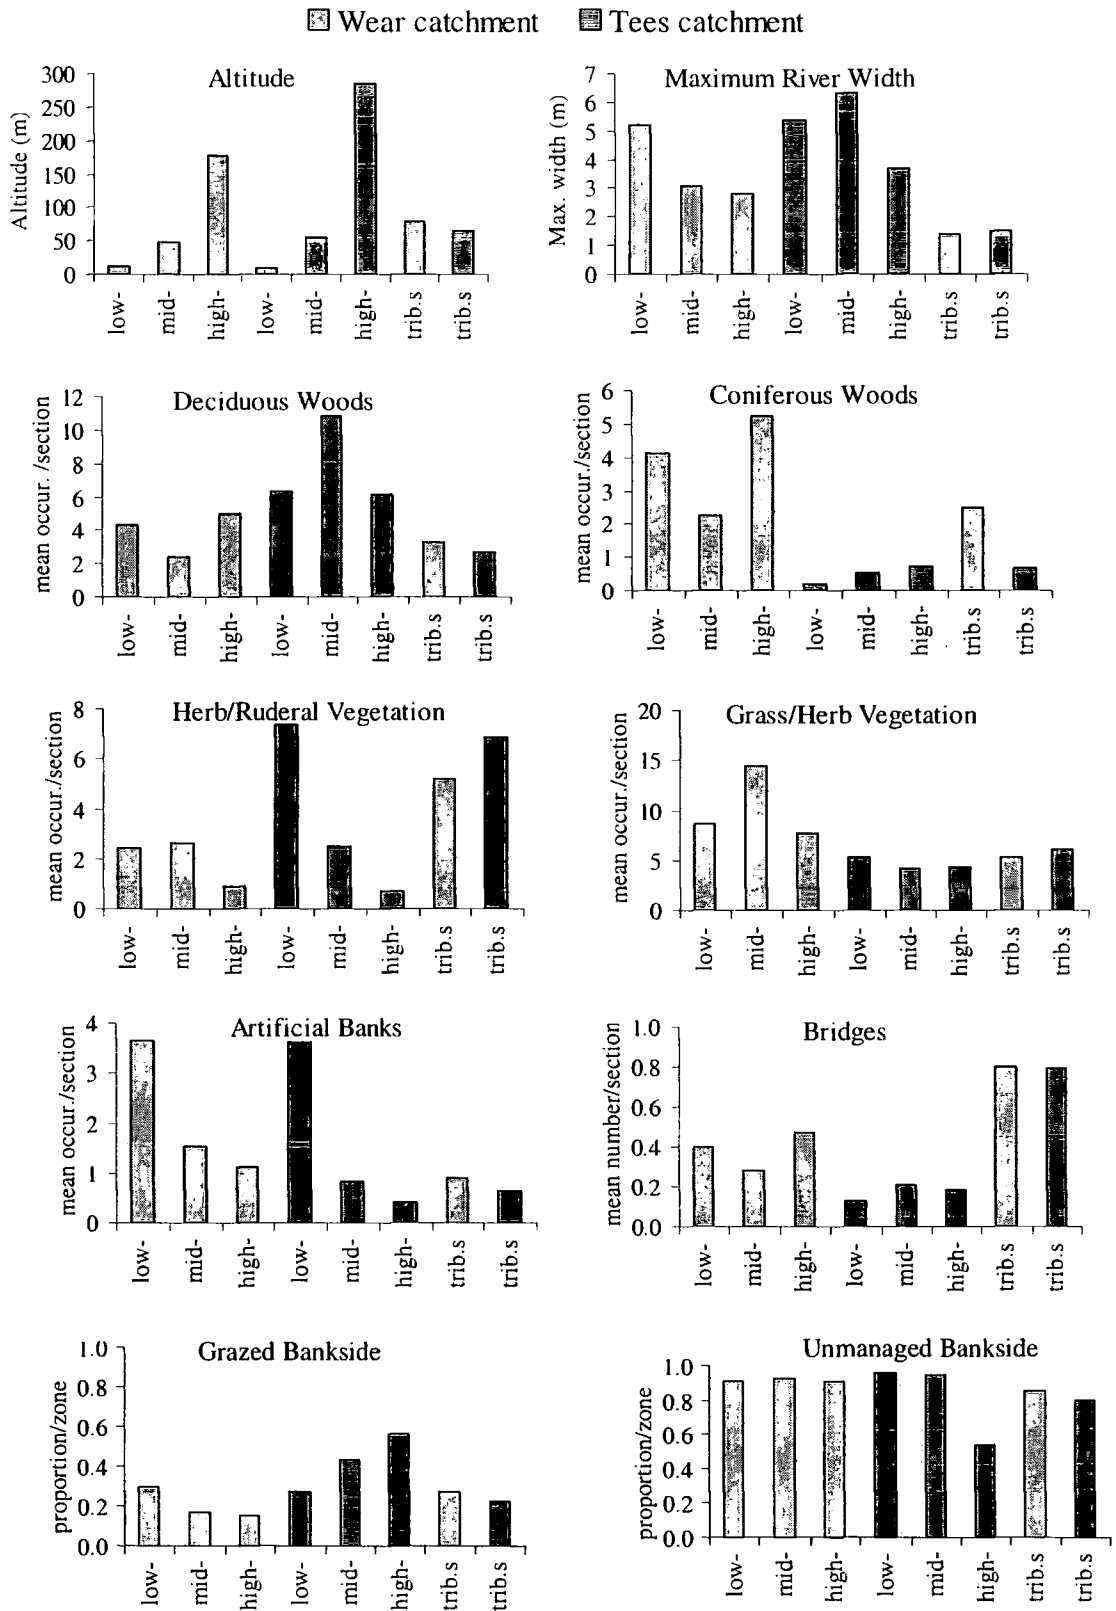 Wear catchment Tees catchment
Altitude
Altitude (m)
300
250
200
150
100
50
0
low- mid- high- low- mid- high- trib.s trib.s
Maximum River Width
Max. width (m)
7
6
5
4
3
2
1
0
low- mid- high- low- mid- high- trib.s trib.s
Deciduous Woods
mean occur. /section
12
10
8
6
4
2
0
low- mid- high- low- mid- high- trib.s trib.s
Coniferous Woods
mean occur./section
6
5
4
3
2
1
0
low- mid- high- low- mid- high- trib.s trib.s
Herb/Ruderal Vegetation
mean occur./section
8
6
4
2
0
low- mid- high- low- mid- high- trib.s trib.s
Grass/Herb Vegetation
mean occur./section
20
15
10
5
0
low- mid- high- low- mid- high- trib.s trib.s
Artificial Banks
mean occur./section
4
3
2
1
0
low- mid- high- low- mid- high- trib.s trib.s
Bridges
mean number/section
1.0
0.8
0.6
0.4
0.2
0.0
low- mid- high- low- mid- high- trib.s trib.s
Grazed Bankside
proportion/zone
1.0
0.8
0.6
0.4
0.2
0.0
low- mid- high- low- mid- high- trib.s trib.s
Unmanaged Bankside
proportion/zone
1.0
0.8
0.6
0.4
0.2
0.0
low- mid- high- low- mid- high- trib.s trib.s